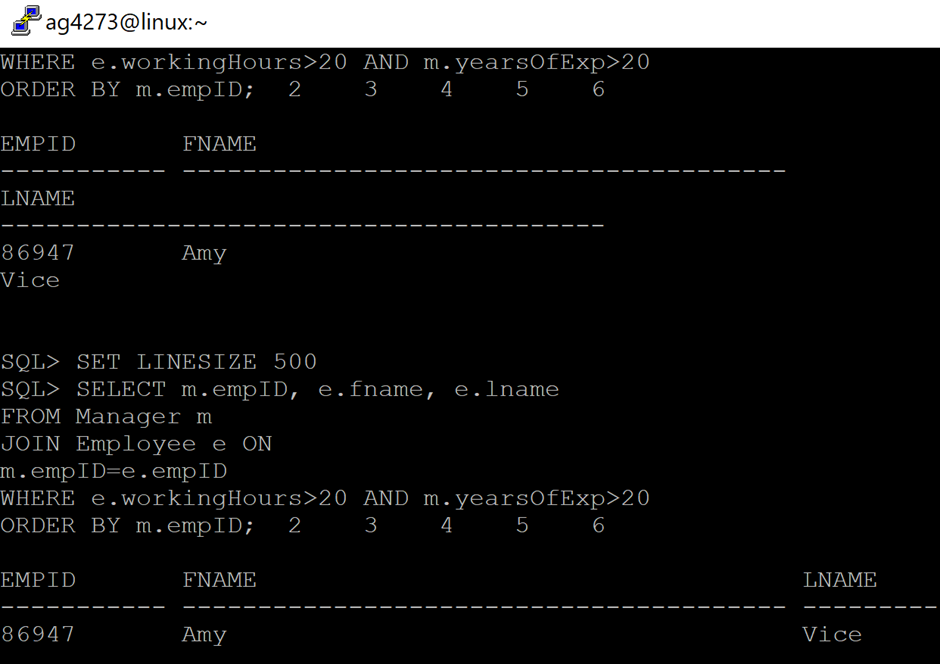 ag4273@linux:~
WHERE e.workingHours>20 AND m.yearsOfExp>20
ORDER BY m.empID;  2    3    4    5    6

EMPID       FNAME
----------- ----------------------------------------
LNAME
----------------------------------------
86947       Amy
Vice


SQL> SET LINESIZE 500
SQL> SELECT m.empID, e.fname, e.lname
FROM Manager m
JOIN Employee e ON
m.empID=e.empID
WHERE e.workingHours>20 AND m.yearsOfExp>20
ORDER BY m.empID;  2    3    4    5    6

EMPID       FNAME                                    LNAME
----------- ---------------------------------------- ---------
86947       Amy                                      Vice